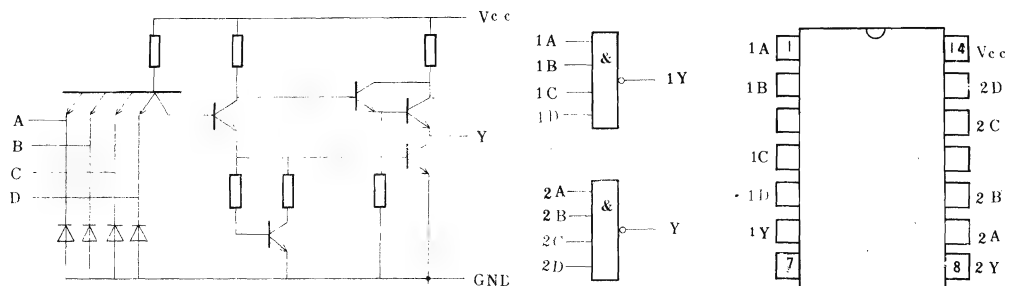 Vcc
A
B
C
D
Y
GND
1A
1B
1C
1D
&
1Y
2A
2B
2C
2D
&
Y
1A 1
1B
1C
1D
1Y
7
14 Vcc
2D
2C
2B
2A
8 2Y